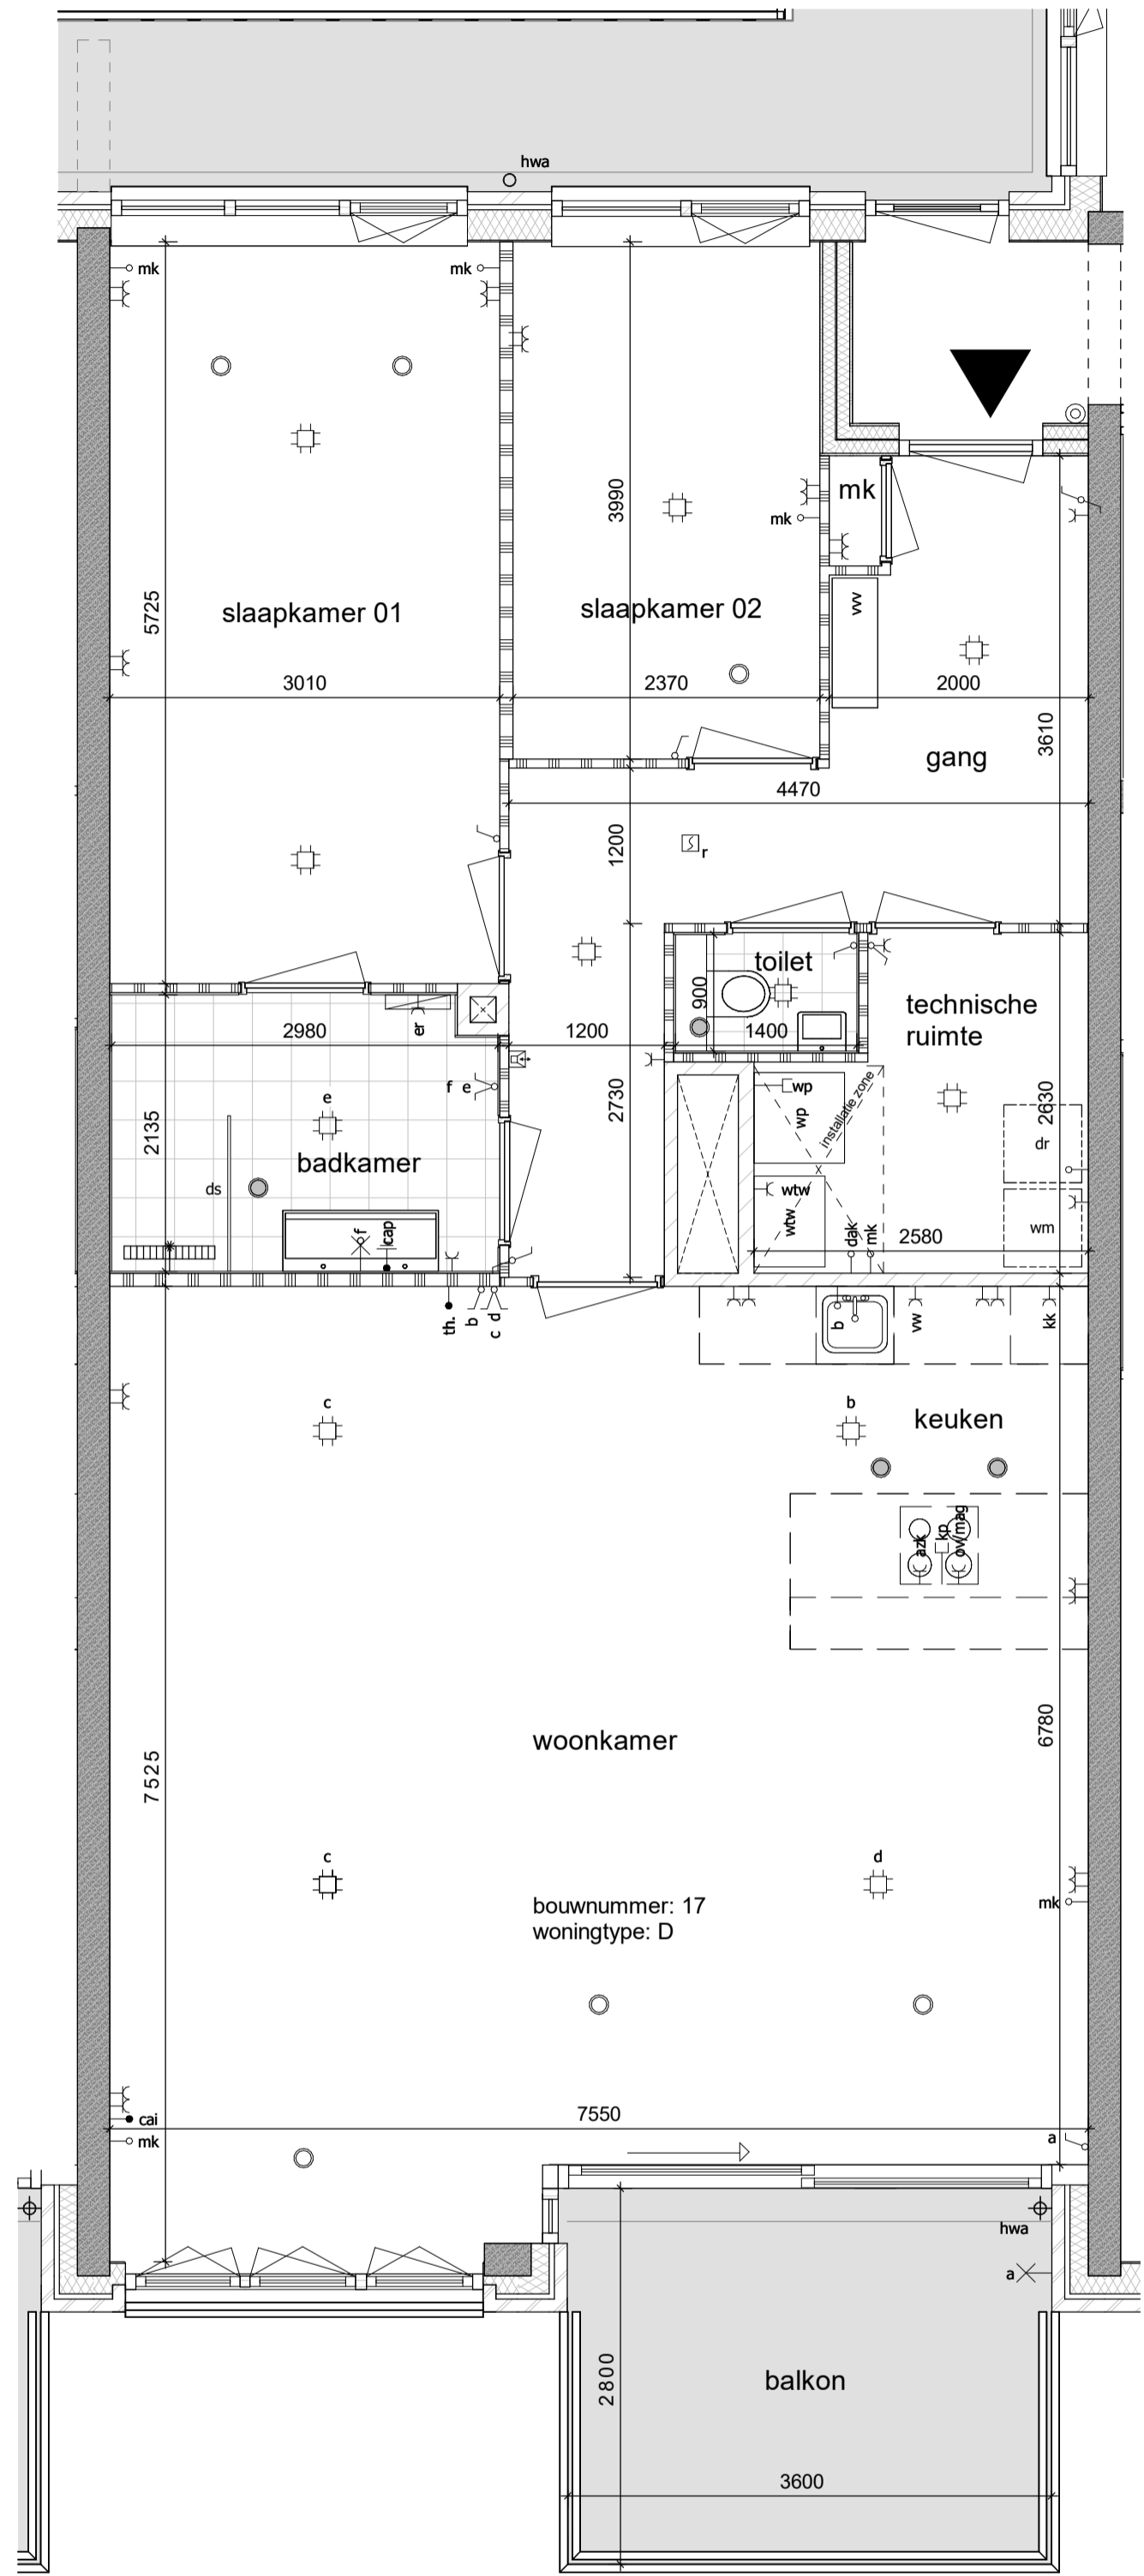 hwa
mk
mk
mk
mk
3990
5725
slaapkamer 01
slaapkamer 02
vvv
3010
2370
2000
3610
gang
4470
1200
r
toilet
900
technische
ruimte
er
2980
1200
1400
f e
wp
wp
installatie zone
2730
2630
e
2135
badkamer
dr
ds
wtw
wtw
f
cap
dak
mk
2580
wm
th.
b
c d
b
vw
kk
c
b
keuken
azk
kp
ov/mag
woonkamer
6780
7525
c
d
bouwnummer: 17
woningtype: D
mk
7550
cai
mk
a
hwa
a
2800
balkon
3600